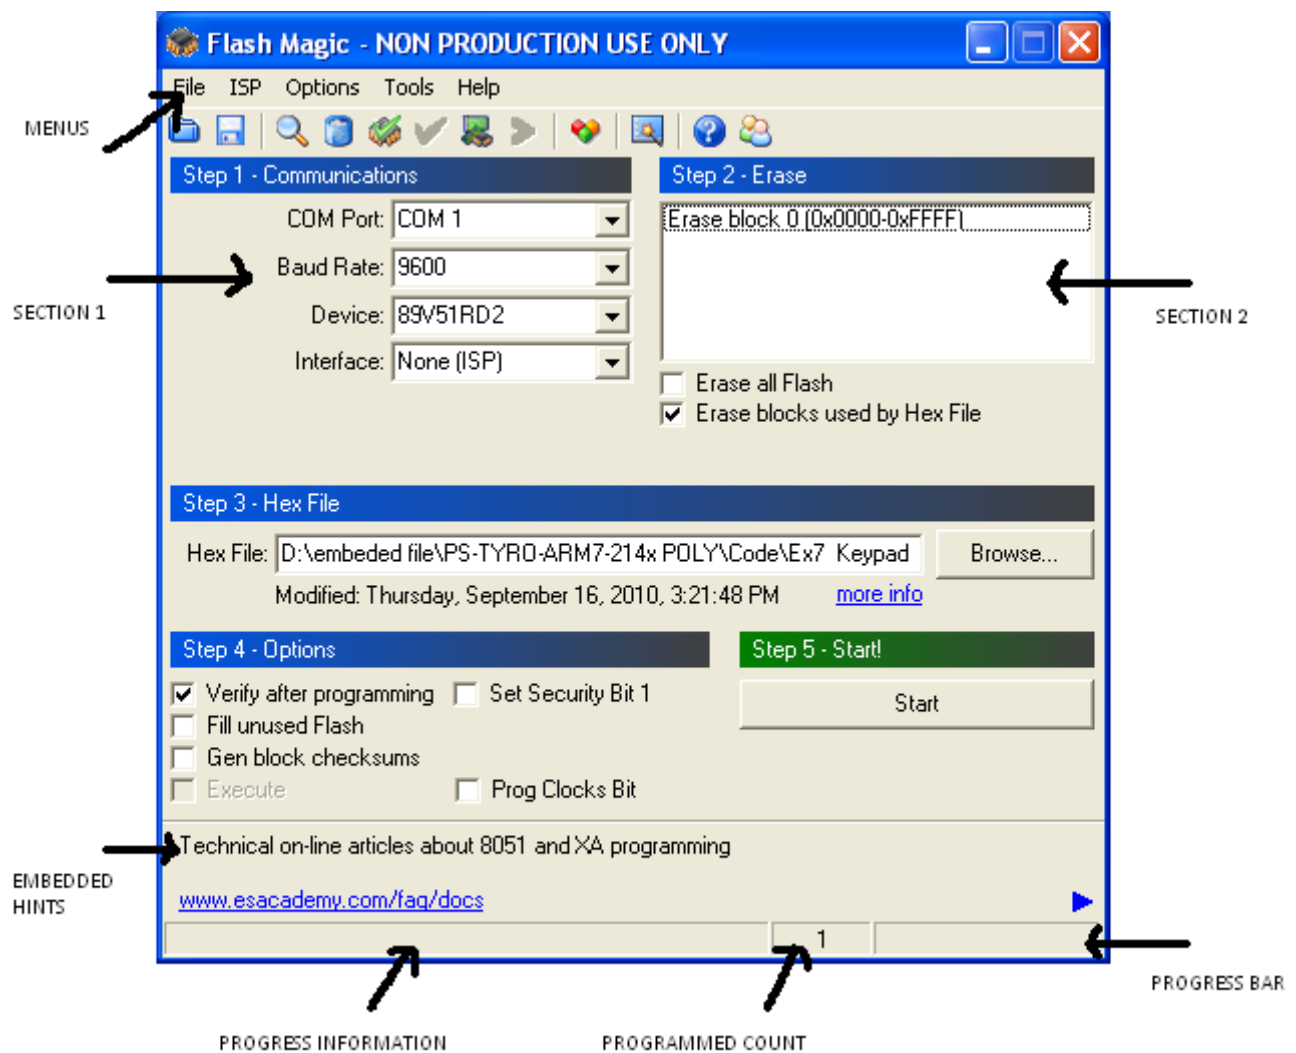 Flash Magic - NON PRODUCTION USE ONLY
File ISP Options Tools Help
MENUS
Step 1 - Communications
COM Port: COM 1
Baud Rate: 9600
Device: 89V51RD2
Interface: None (ISP)
SECTION 1
Step 2 - Erase
Erase block 0 (0x0000-0xFFFF)
Erase all Flash
Erase blocks used by Hex File
SECTION 2
Step 3 - Hex File
Hex File: D:\embeded file\PS-TYRO-ARM7-214x POLY\Code\Ex7 Keypad Browse...
Modified: Thursday, September 16, 2010, 3:21:48 PM more info
Step 4 - Options
Verify after programming Set Security Bit 1
Fill unused Flash
Gen block checksums
Execute Prog Clocks Bit
Step 5 - Start!
Start
Technical on-line articles about 8051 and XA programming
EMBEDDED
HINTS
www.esacademy.com/faq/docs
1
PROGRESS BAR
PROGRESS INFORMATION
PROGRAMMED COUNT